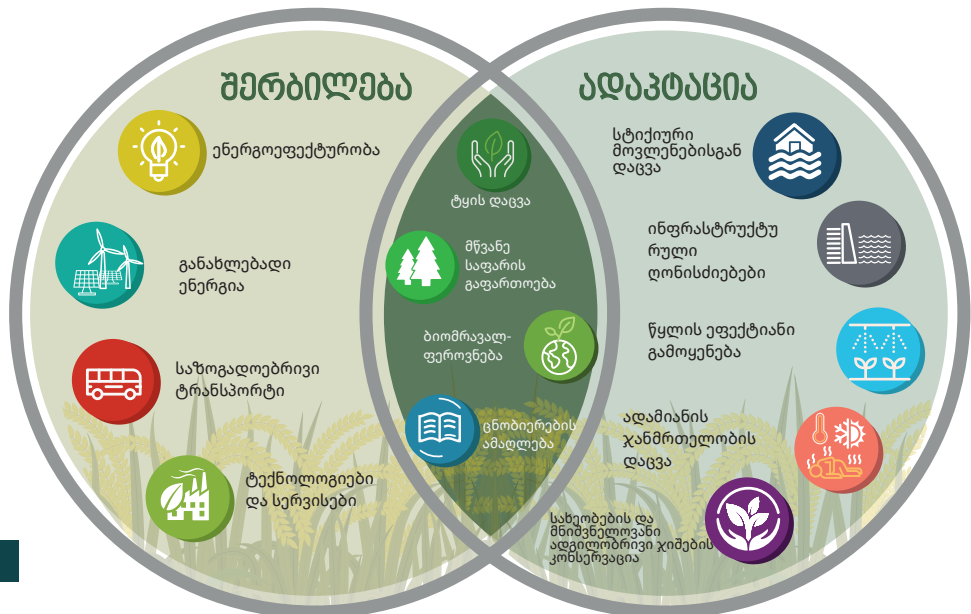 შერბილება
ენერგოეფექტურობა
განახლებადი
ენერგია
საზოგადოებრივი
ტრანსპორტი
ტექნოლოგიები
და სერვისები
ტყის დაცვა
მწვანე
საფარის
გაფართოება
ბიომრავალ-
ფეროვნება
ცნობიერების
ამაღლება
ადაპტაცია
სტიქიური
მოვლენებისგან
დაცვა
ინფრასტრუქტუ
რული
ღონისძიებები
წყლის ეფექტიანი
გამოყენება
ადამიანის
ჯანმრთელობის
დაცვა
სახეობების და
მნიშვნელოვანი
ადგილობრივი ჯიშების
კონსერვაცია